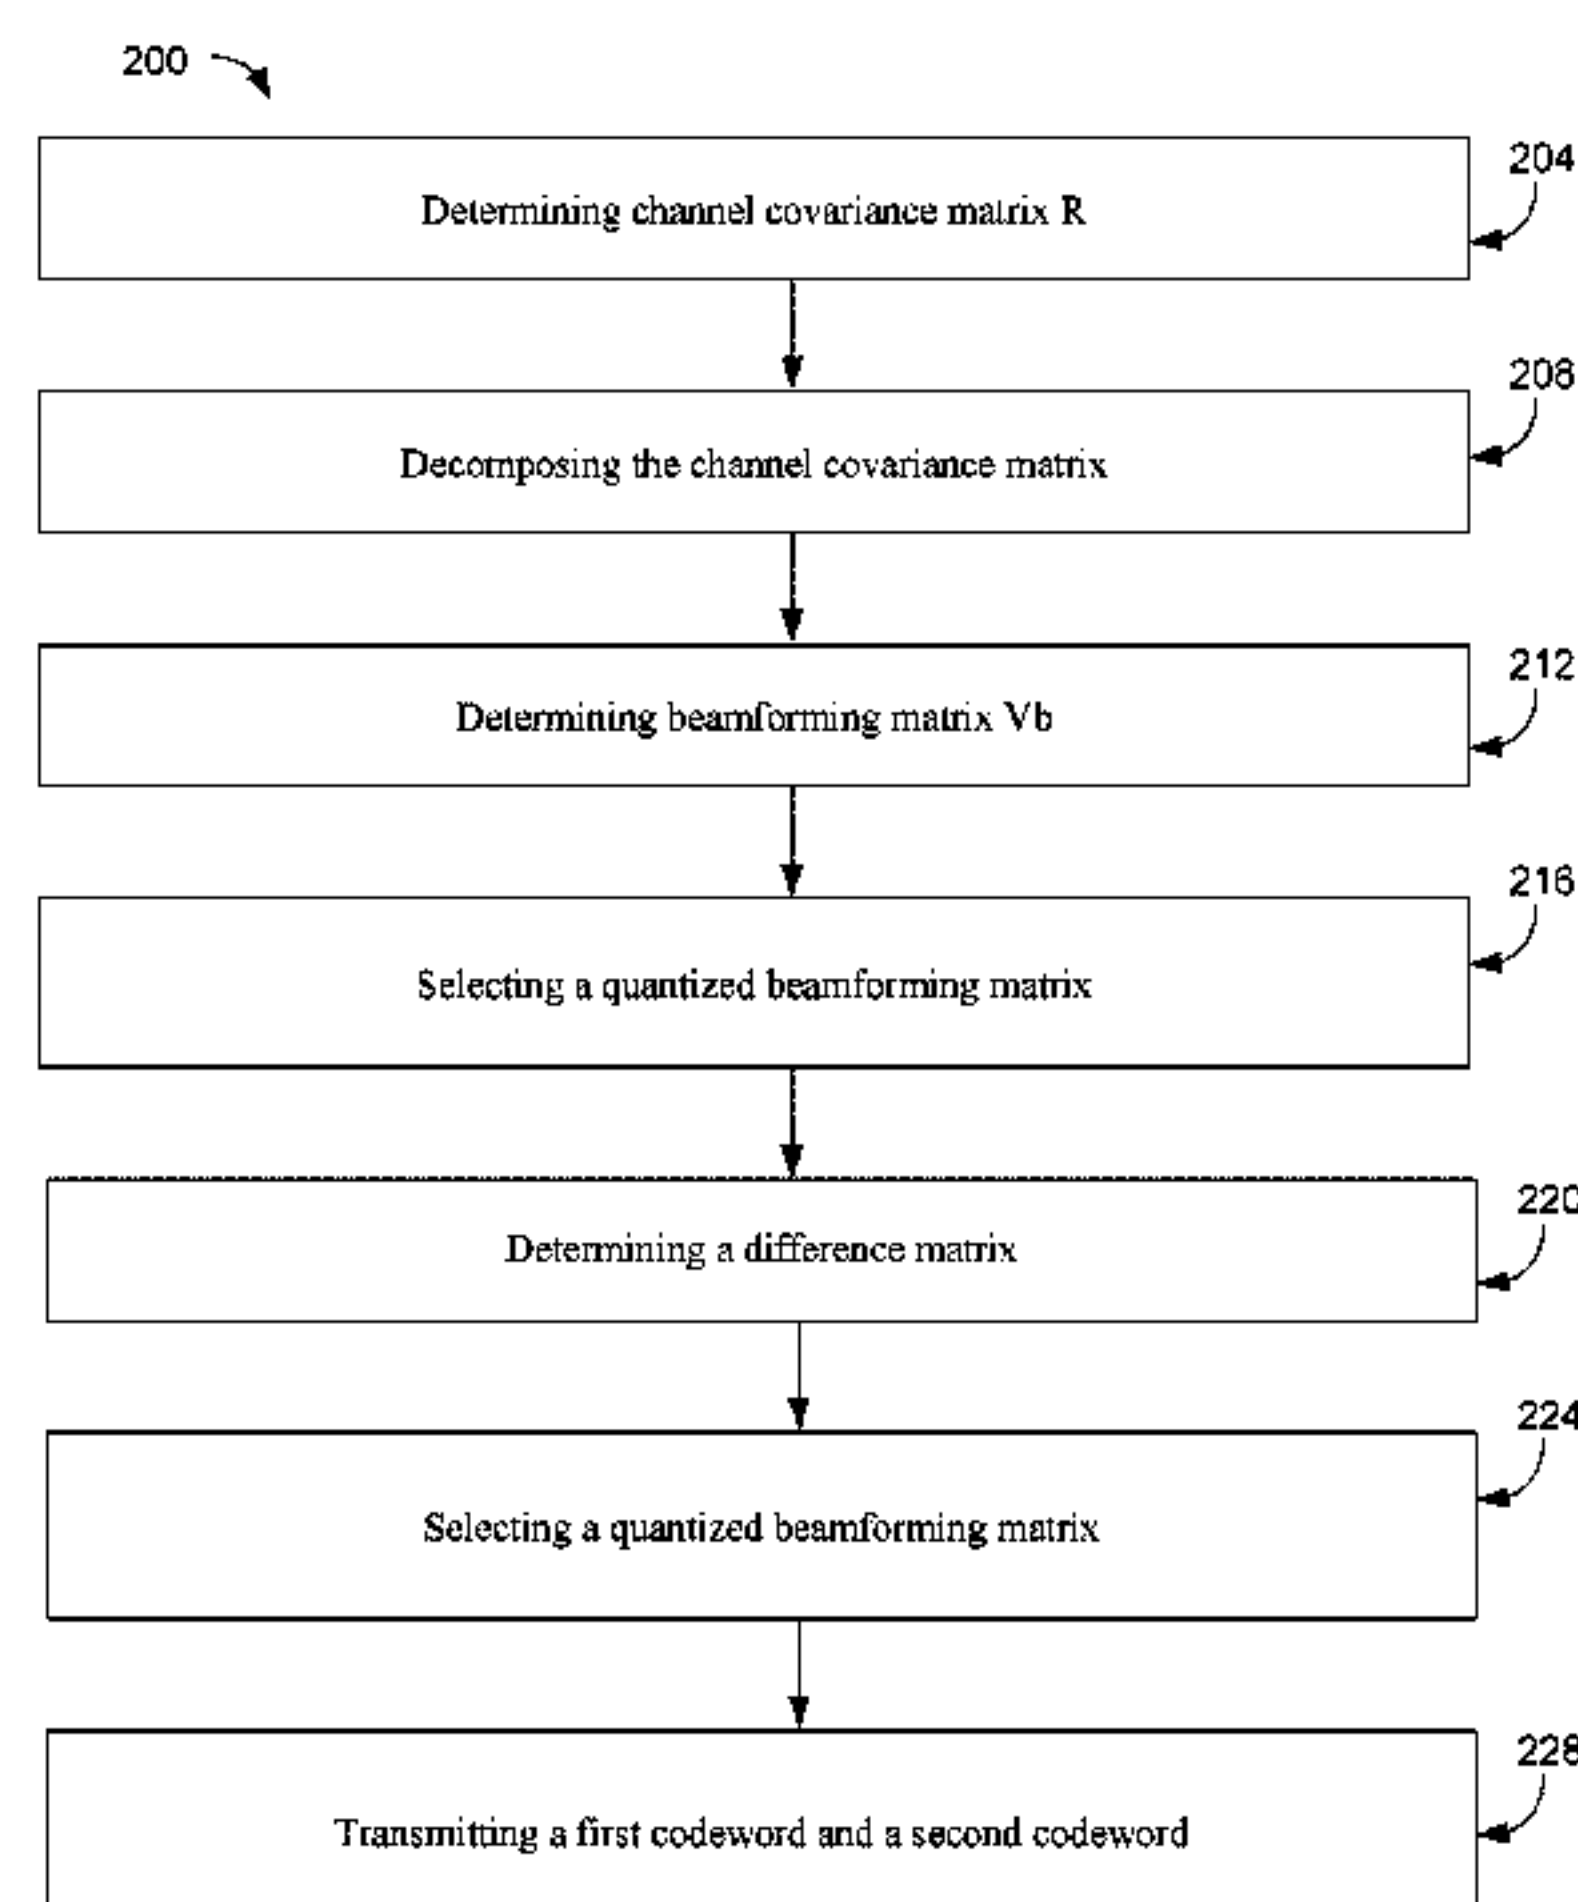 200
204
Determining channel covariance matrix R
208
Decomposing the channel covariance matrix
212
Determining beamforming matrix Vb
216
Selecting a quantized beamforming matrix
220
Determining a difference matrix
224
Selecting a quantized beamforming matrix
228
Transmitting a first codeword and a second codeword